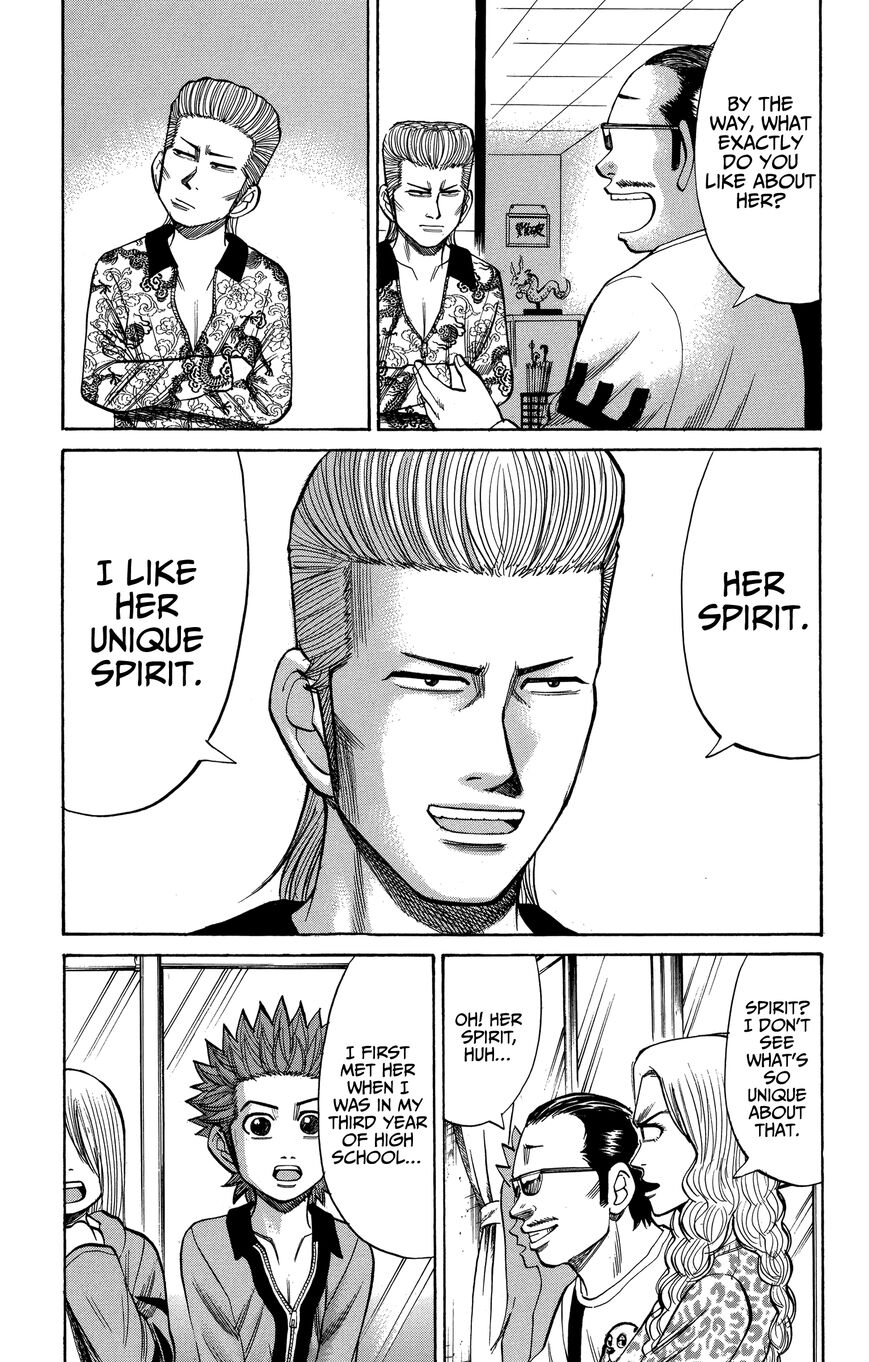 BY THE
WAY, WHAT
EXACTLY
DO YOU
LIKE ABOUT
HER?
HER
SPIRIT.
I LIKE
HER
UNIQUE
SPIRIT.
SPIRIT?
I DON'T
SEE
WHAT'S
SO
UNIQUE
ABOUT
THAT.
OH! HER
SPIRIT,
HUH...
I FIRST
MET HER
WHEN I
WAS IN MY
THIRD YEAR
OF HIGH
SCHOOL...